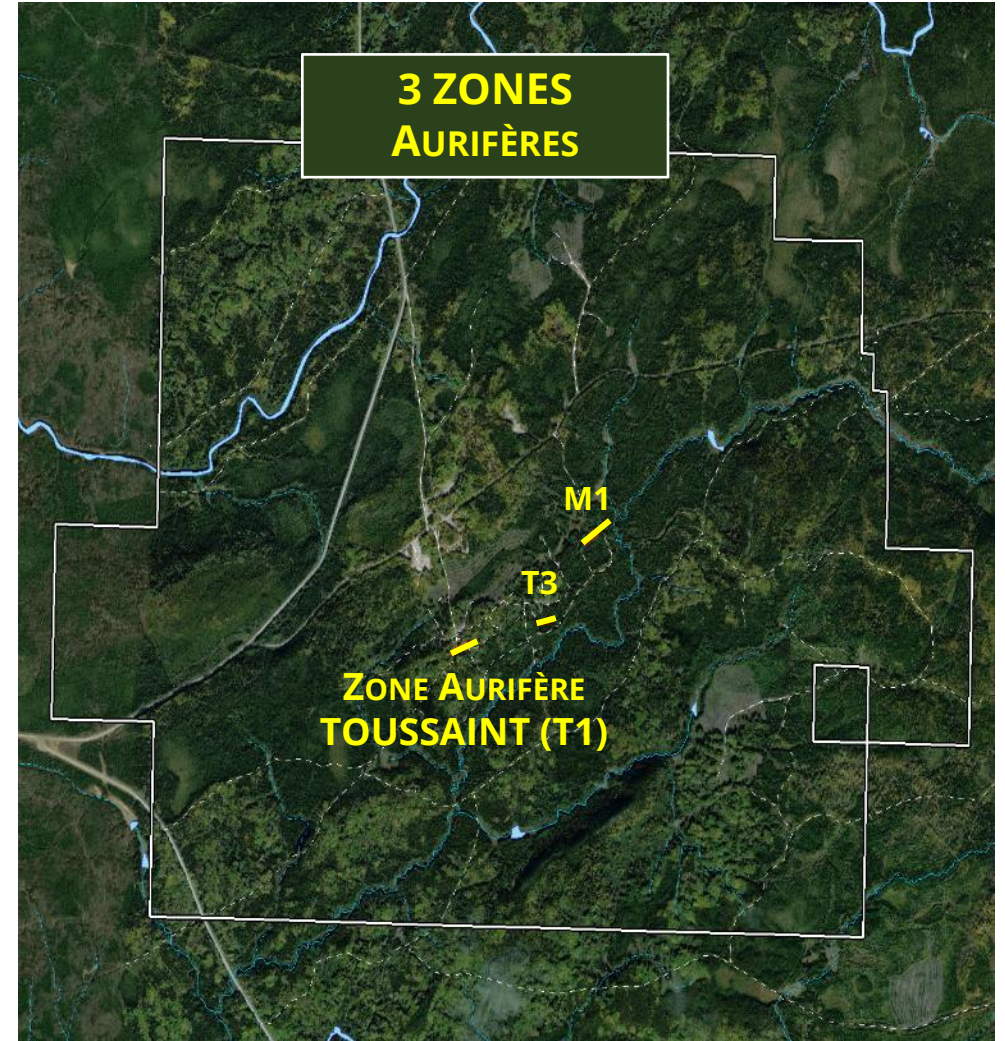 3 ZONES
AURIFÈRES
M1
T3
ZONE AURIFÈRE
TOUSSAINT (T1)